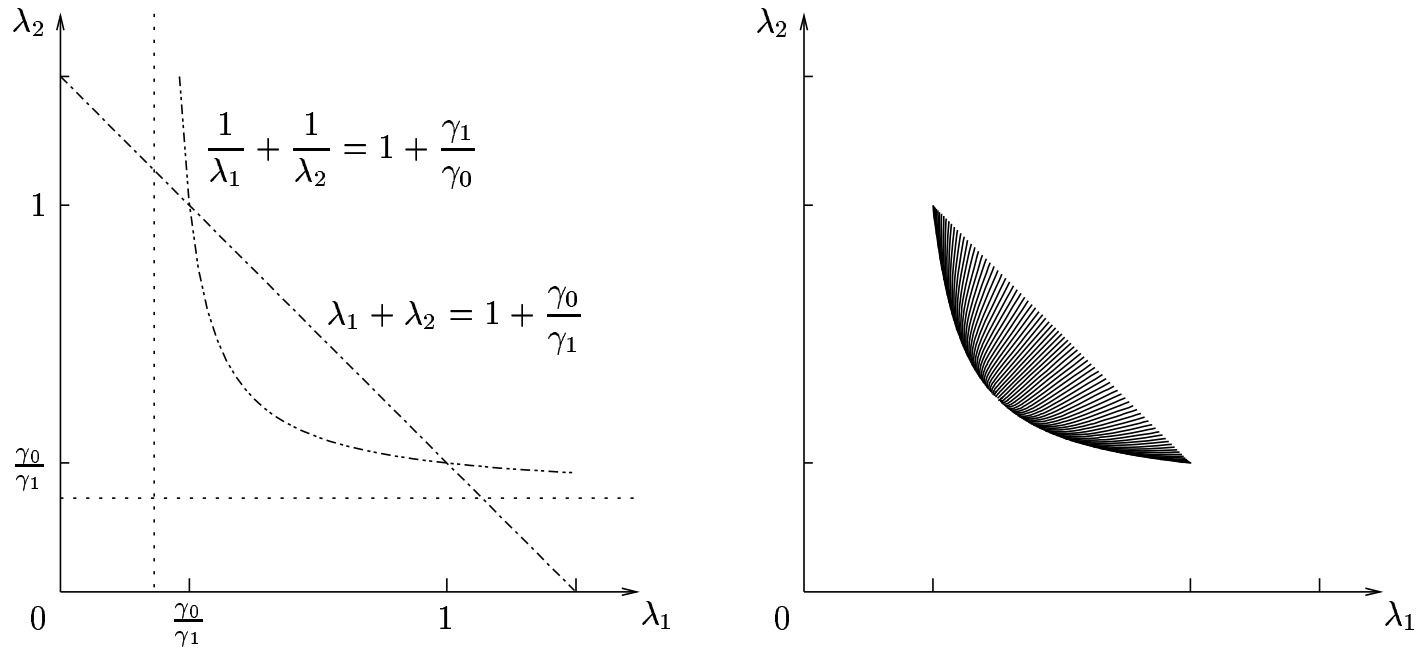 λ₂
1/λ₁ + 1/λ₂ = 1 + γ₁/γ₀
1
λ₁ + λ₂ = 1 + γ₀/γ₁
γ₀/γ₁
0
γ₀/γ₁
1
λ₁
λ₂
0
λ₁